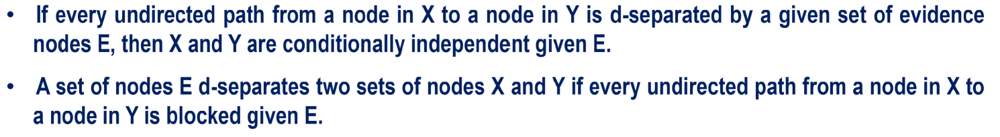 • If every undirected path from a node in X to a node in Y is d-separated by a given set of evidence
nodes E, then X and Y are conditionally independent given E.
• A set of nodes E d-separates two sets of nodes X and Y if every undirected path from a node in X to
a node in Y is blocked given E.